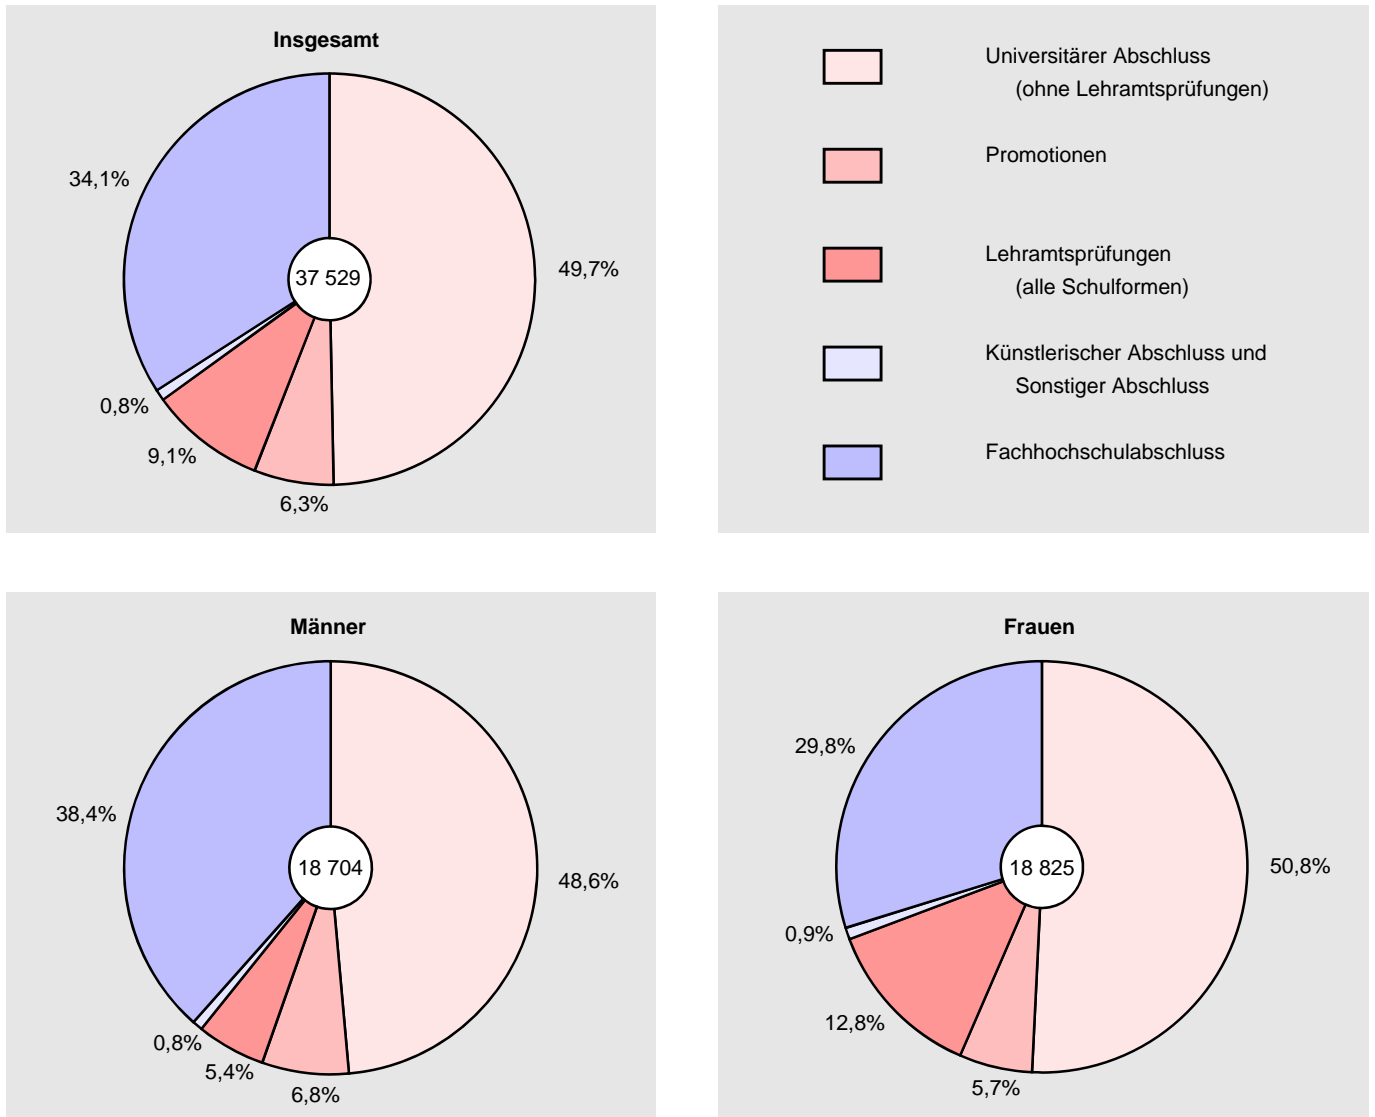 Insgesamt
34,1%
49,7%
37 529
0,8%
9,1%
6,3%
Universitärer Abschluss
(ohne Lehramtsprüfungen)
Promotionen
Lehramtsprüfungen
(alle Schulformen)
Künstlerischer Abschluss und
Sonstiger Abschluss
Fachhochschulabschluss
Männer
38,4%
18 704
48,6%
0,8%
5,4%
6,8%
Frauen
29,8%
18 825
50,8%
0,9%
12,8%
5,7%